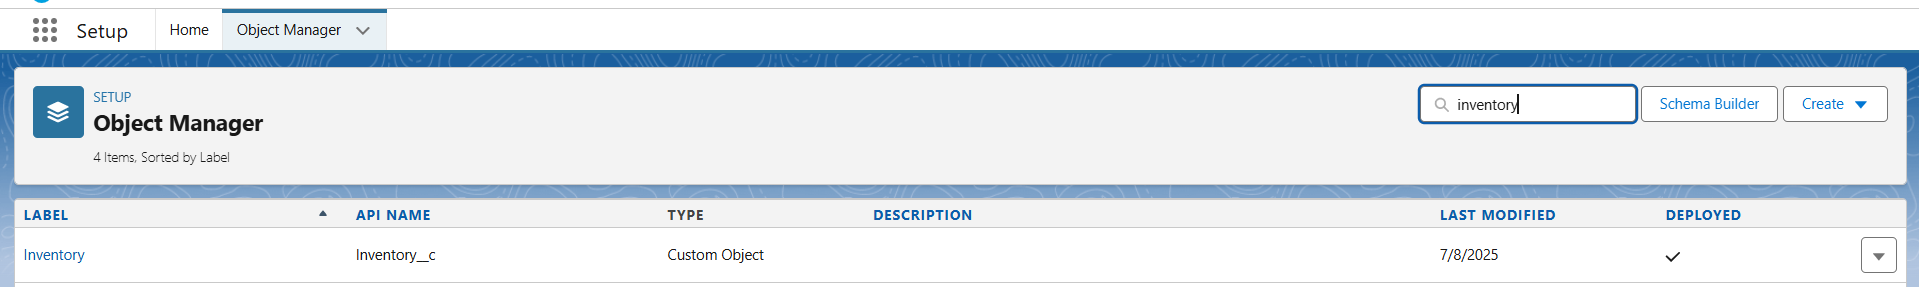 Setup Home Object Manager
SETUP
Object Manager
4 Items, Sorted by Label
inventory Schema Builder Create
LABEL API NAME TYPE DESCRIPTION LAST MODIFIED DEPLOYED
Inventory Inventory__c Custom Object 7/8/2025